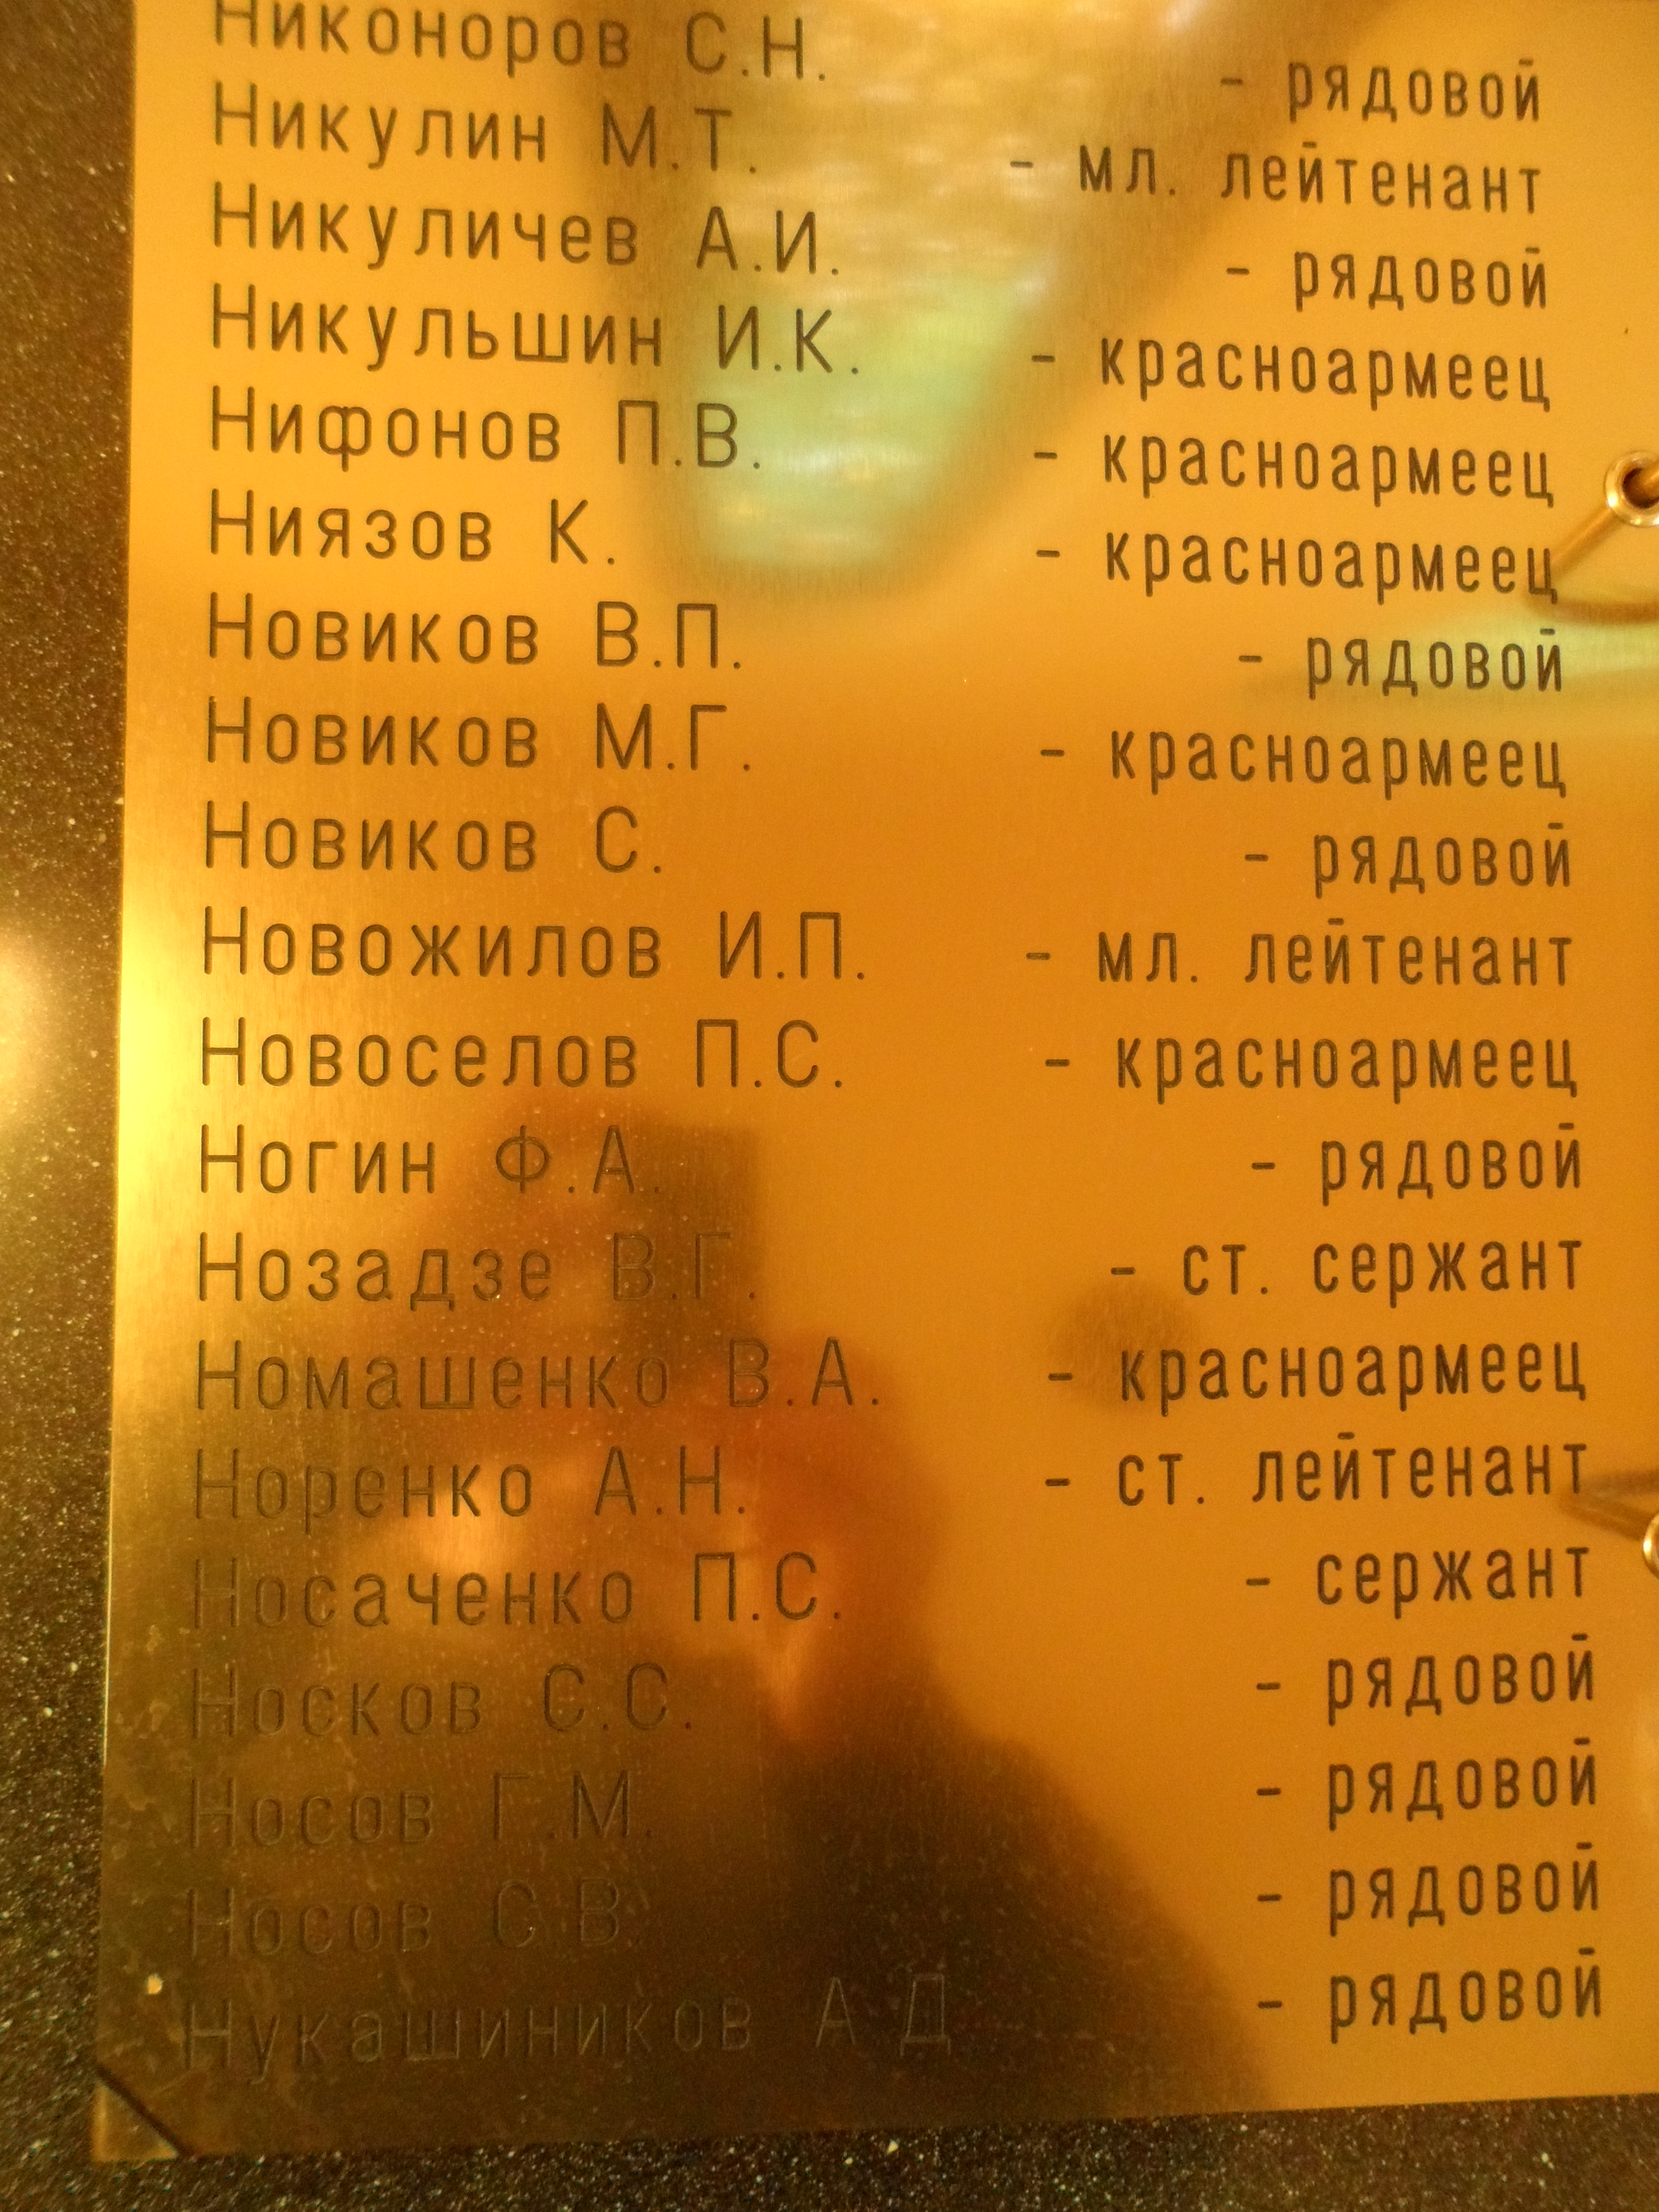 Никоноров С.Н. - рядовой
Никулин М.Т. - мл. лейтенант
Никуличев А.И. - рядовой
Никульшин И.К. - красноармеец
Нифонов П.В. - красноармеец
Ниязов К. - красноармеец
Новиков В.П. - рядовой
Новиков М.Г. - красноармеец
Новиков С. - рядовой
Новожилов И.П. - мл. лейтенант
Новоселов П.С. - красноармеец
Ногин Ф.А. - рядовой
Нозадзе В.Г. - ст. сержант
Номашенко В.А. - красноармеец
Норенко А.Н. - ст. лейтенант
Носаченко П.С. - сержант
Носков С.С. - рядовой
Носов Г.М. - рядовой
Носов С.В. - рядовой
Нукашиников А.Д. - рядовой